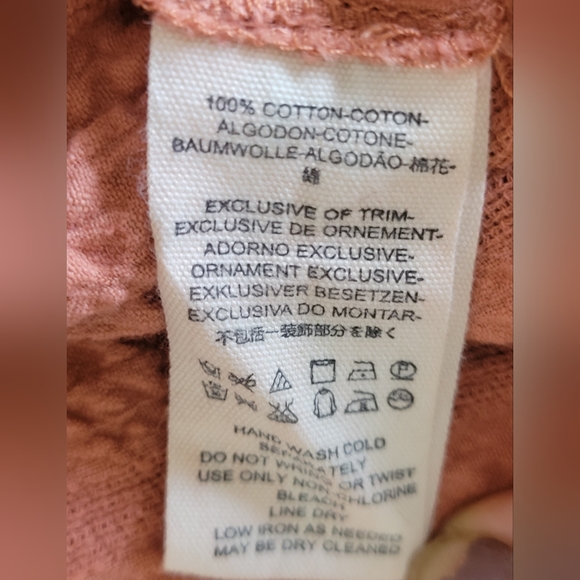 100% COTTON-COTON-
ALGODON-COTONE-
BAUMWOLLE-ALGODÃO-棉花-
綿
EXCLUSIVE OF TRIM-
EXCLUSIVE DE ORNEMENT-
ADORNO EXCLUSIVE-
ORNAMENT EXCLUSIVE-
EXKLUSIVER BESETZEN-
EXCLUSIVA DO MONTAR-
不包括一装飾部分を除く
HAND WASH COLD
SEPARATELY
DO NOT WRING OR TWIST
USE ONLY NON-CHLORINE
BLEACH
LINE DRY
LOW IRON AS NEEDED
MAY BE DRY CLEANED